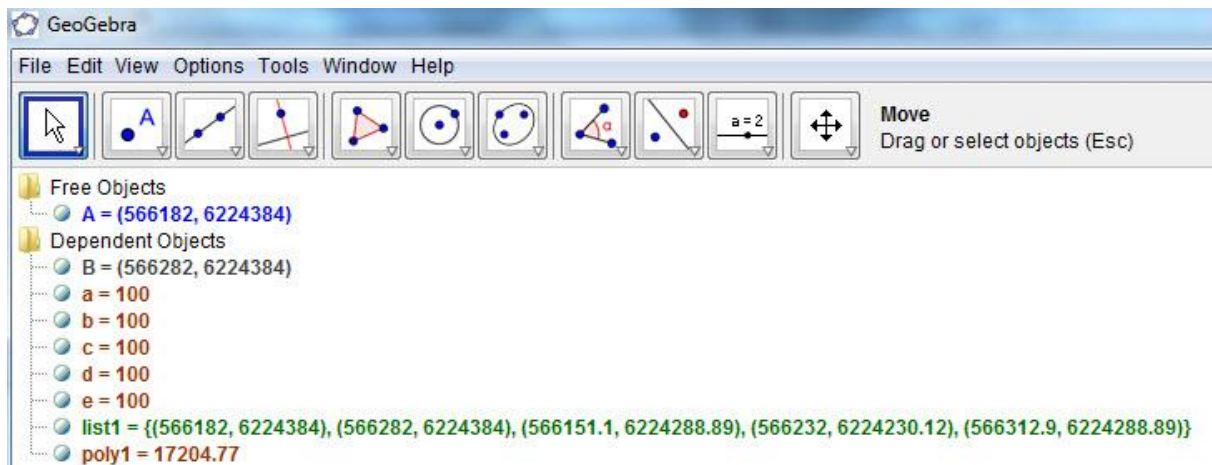 GeoGebra
File Edit View Options Tools Window Help
A α a = 2 Move
Drag or select objects (Esc)
Free Objects
A = (566182, 6224384)
Dependent Objects
B = (566282, 6224384)
a = 100
b = 100
c = 100
d = 100
e = 100
list1 = {(566182, 6224384), (566282, 6224384), (566151.1, 6224288.89), (566232, 6224230.12), (566312.9, 6224288.89)}
poly1 = 17204.77